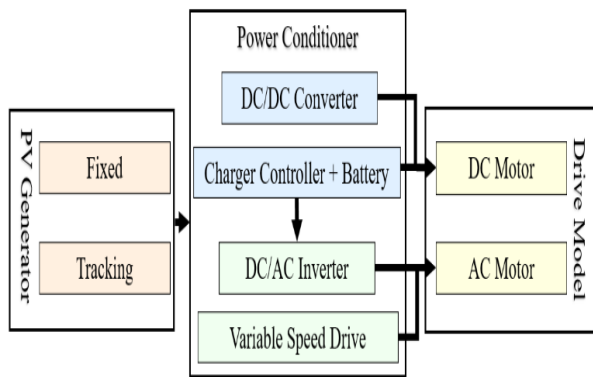 PV Generator
Fixed
Tracking
Power Conditioner
DC/DC Converter
Charger Controller + Battery
DC/AC Inverter
Variable Speed Drive
Drive Model
DC Motor
AC Motor